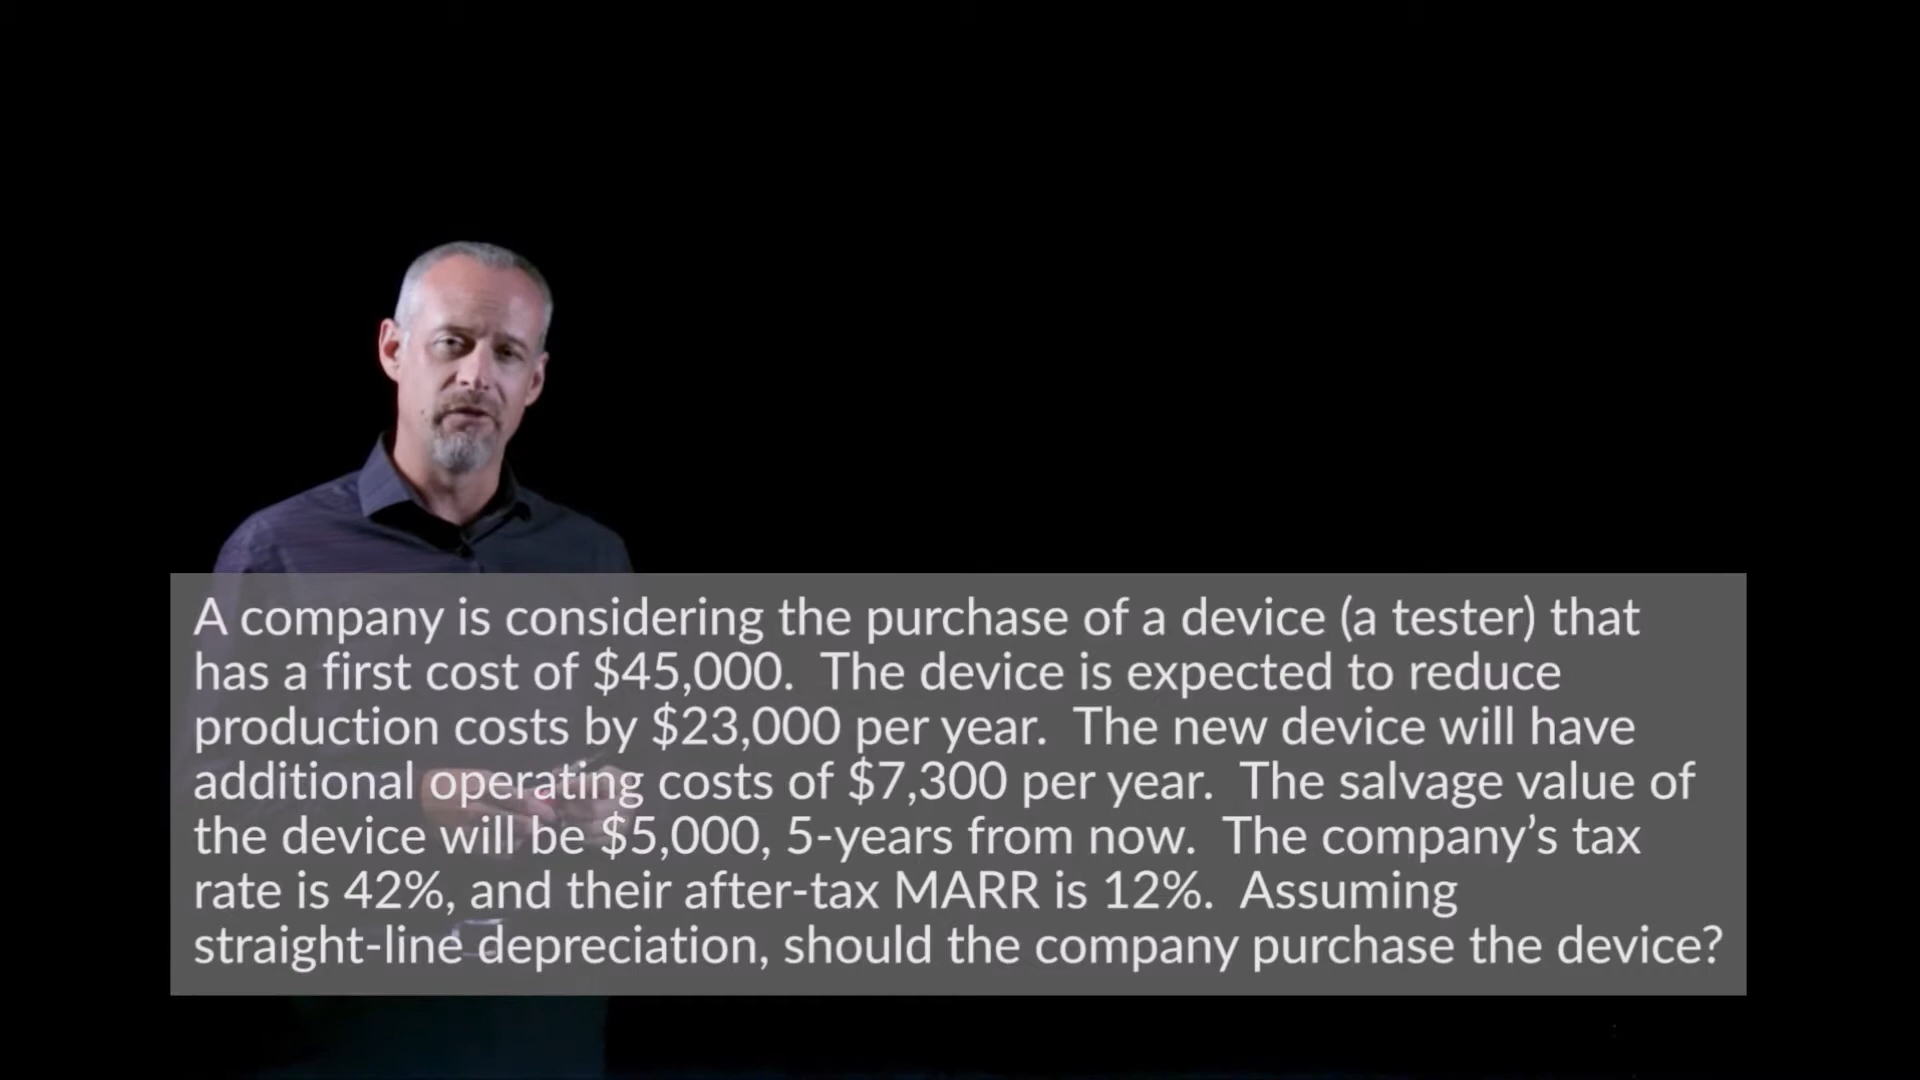 A company is considering the purchase of a device (a tester) that
has a first cost of $45,000.  The device is expected to reduce
production costs by $23,000 per year.  The new device will have
additional operating costs of $7,300 per year.  The salvage value of
the device will be $5,000, 5-years from now.  The company’s tax
rate is 42%, and their after-tax MARR is 12%.  Assuming
straight-line depreciation, should the company purchase the device?